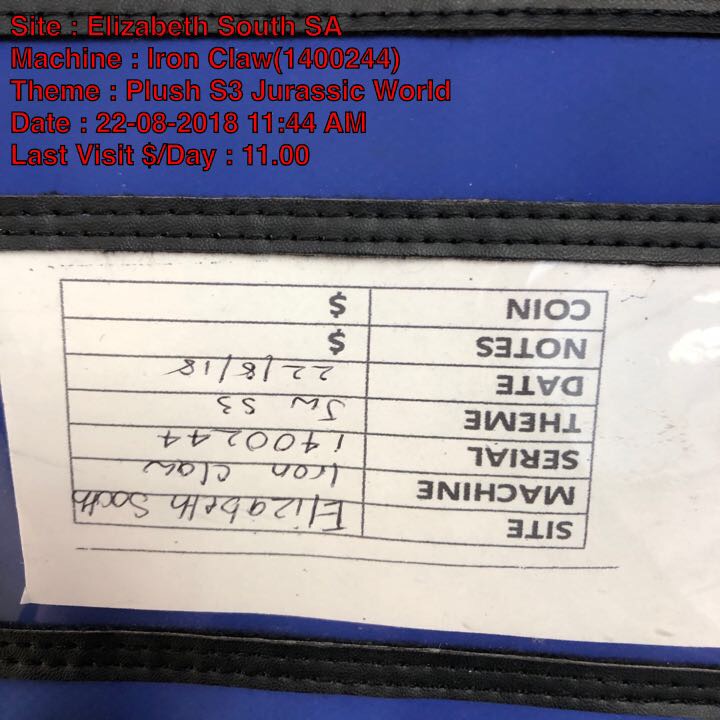 Site : Elizabeth South SA
Machine : Iron Claw(1400244)
Theme : Plush S3 Jurassic World
Date : 22-08-2018 11:44 AM
Last Visit $/Day : 11.00
SITE Elizabeth South
MACHINE Iron Claw
SERIAL 1400244
THEME JW S3
DATE 22/8/18
NOTES $
COIN $